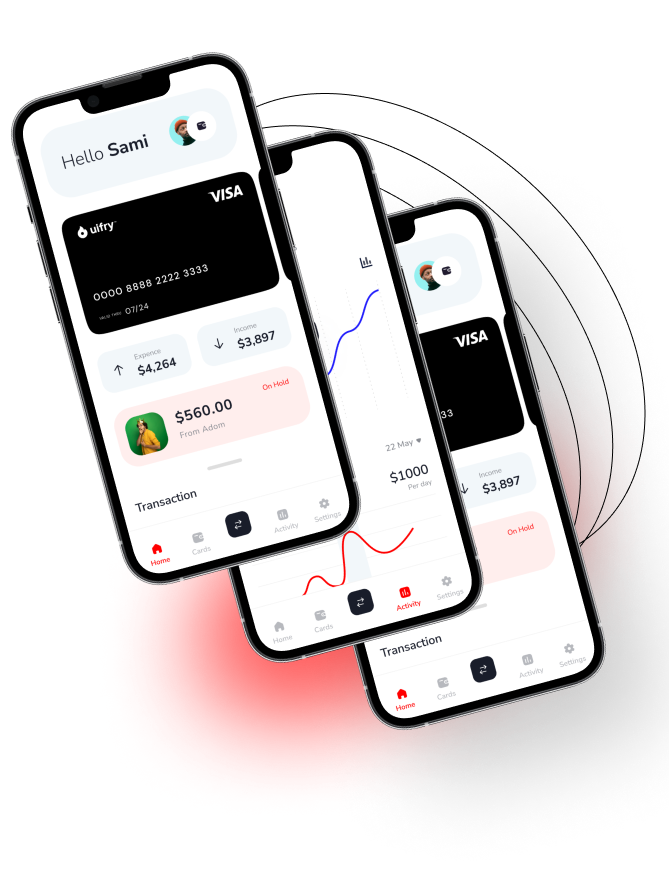 Hello Sami
VISA
uifry™
0000 8888 2222 3333
VALID THRU 07/24
Expence
$4,264
Income
$3,897
On Hold
$560.00
From Adom
Transaction
Home
Cards
Activity
Settings
22 May
$1000
Per day
Home
Cards
Activity
Settings
VISA
33
Income
$3,897
On Hold
Transaction
Home
Cards
Activity
Settings